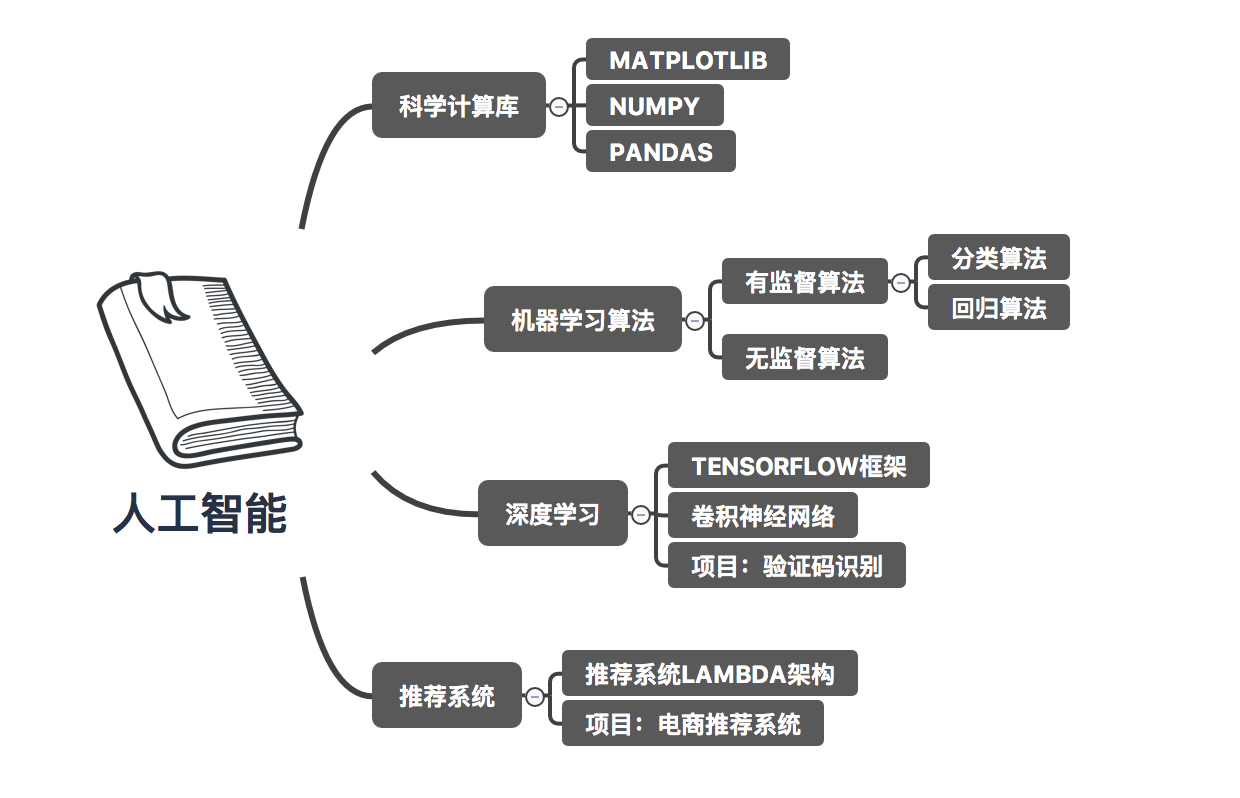 人工智能
科学计算库
MATPLOTLIB
NUMPY
PANDAS
机器学习算法
有监督算法
分类算法
回归算法
无监督算法
深度学习
TENSORFLOW框架
卷积神经网络
项目：验证码识别
推荐系统
推荐系统LAMBDA架构
项目：电商推荐系统